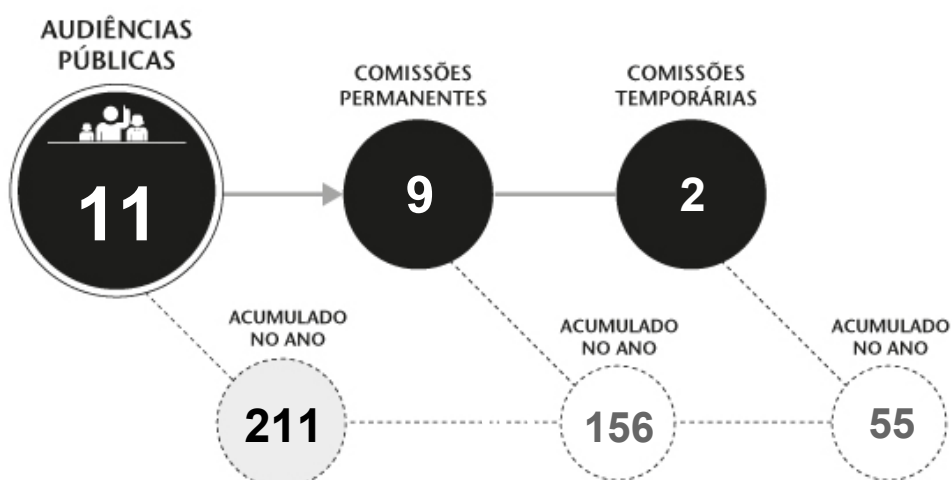 AUDIÊNCIAS
PÚBLICAS
11
COMISSÕES
PERMANENTES
9
COMISSÕES
TEMPORÁRIAS
2
ACUMULADO
NO ANO
211
ACUMULADO
NO ANO
156
ACUMULADO
NO ANO
55